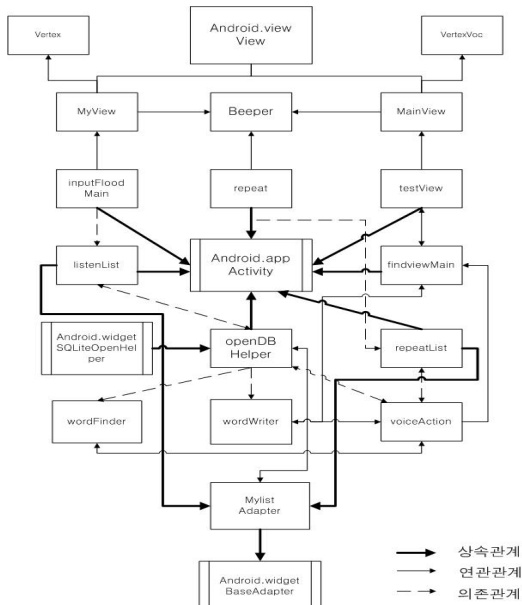 Vertex
Android.view
View
VertexVoc
MyView
Beeper
MainView
inputFlood
Main
repeat
testView
listenList
Android.app
Activity
findviewMain
Android.widget
SQLiteOpenHel
per
openDB
Helper
repeatList
wordFinder
wordWriter
voiceAction
Mylist
Adapter
Android.widget
BaseAdapter
상속관계
연관관계
의존관계